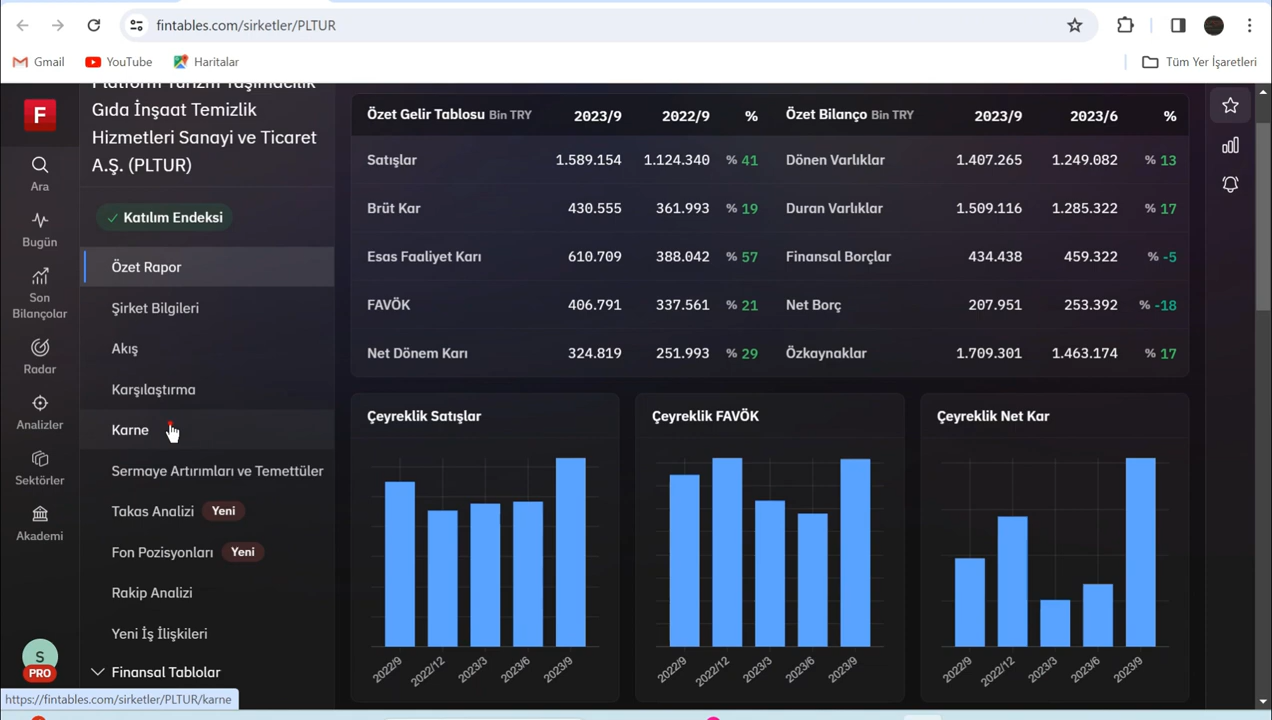 fintables.com/sirketler/PLTUR
Gmail
YouTube
Haritalar
Tüm Yer İşaretleri
F
Ara
Bugün
Son
Bilançolar
Radar
Analizler
Sektörler
Akademi
S
PRO
Platform Turizm Taşımacılık
Gıda İnşaat Temizlik
Hizmetleri Sanayi ve Ticaret
A.Ş. (PLTUR)
Katılım Endeksi
Özet Rapor
Şirket Bilgileri
Akış
Karşılaştırma
Karne
Sermaye Artırımları ve Temettüler
Takas Analizi Yeni
Fon Pozisyonları Yeni
Rakip Analizi
Yeni İş İlişkileri
Finansal Tablolar
https://fintables.com/sirketler/PLTUR/karne
Özet Gelir Tablosu Bin TRY 2023/9 2022/9 %
Satışlar 1.589.154 1.124.340 % 41
Brüt Kar 430.555 361.993 % 19
Esas Faaliyet Karı 610.709 388.042 % 57
FAVÖK 406.791 337.561 % 21
Net Dönem Karı 324.819 251.993 % 29
Özet Bilanço Bin TRY 2023/9 2023/6 %
Dönen Varlıklar 1.407.265 1.249.082 % 13
Duran Varlıklar 1.509.116 1.285.322 % 17
Finansal Borçlar 434.438 459.322 % -5
Net Borç 207.951 253.392 % -18
Özkaynaklar 1.709.301 1.463.174 % 17
Çeyreklik Satışlar
2022/9 2022/12 2023/3 2023/6 2023/9
Çeyreklik FAVÖK
2022/9 2022/12 2023/3 2023/6 2023/9
Çeyreklik Net Kar
2022/9 2022/12 2023/3 2023/6 2023/9